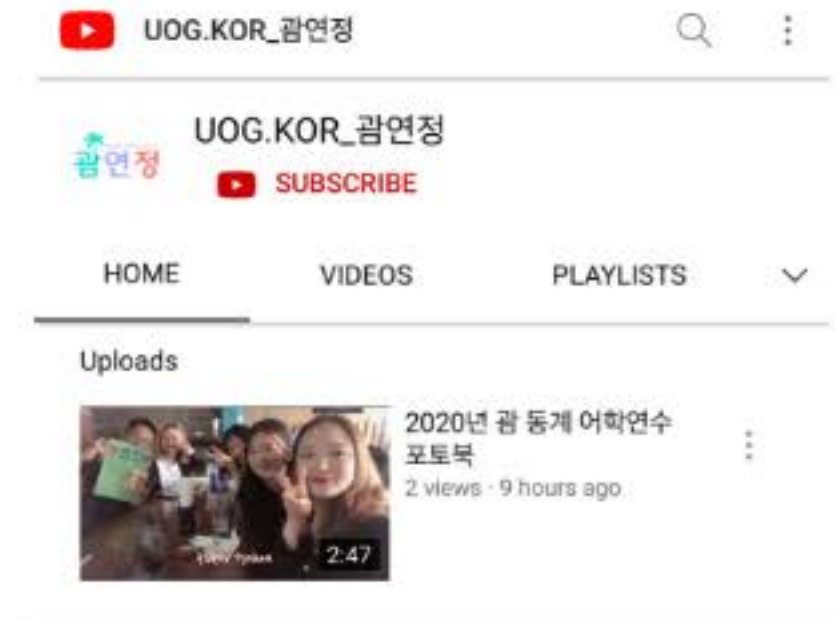 UOG.KOR_괌연정
괌연정
UOG.KOR_괌연정
SUBSCRIBE
HOME VIDEOS PLAYLISTS
Uploads
2020년 괌 동계 어학연수
포토북
2 views · 9 hours ago
2:47